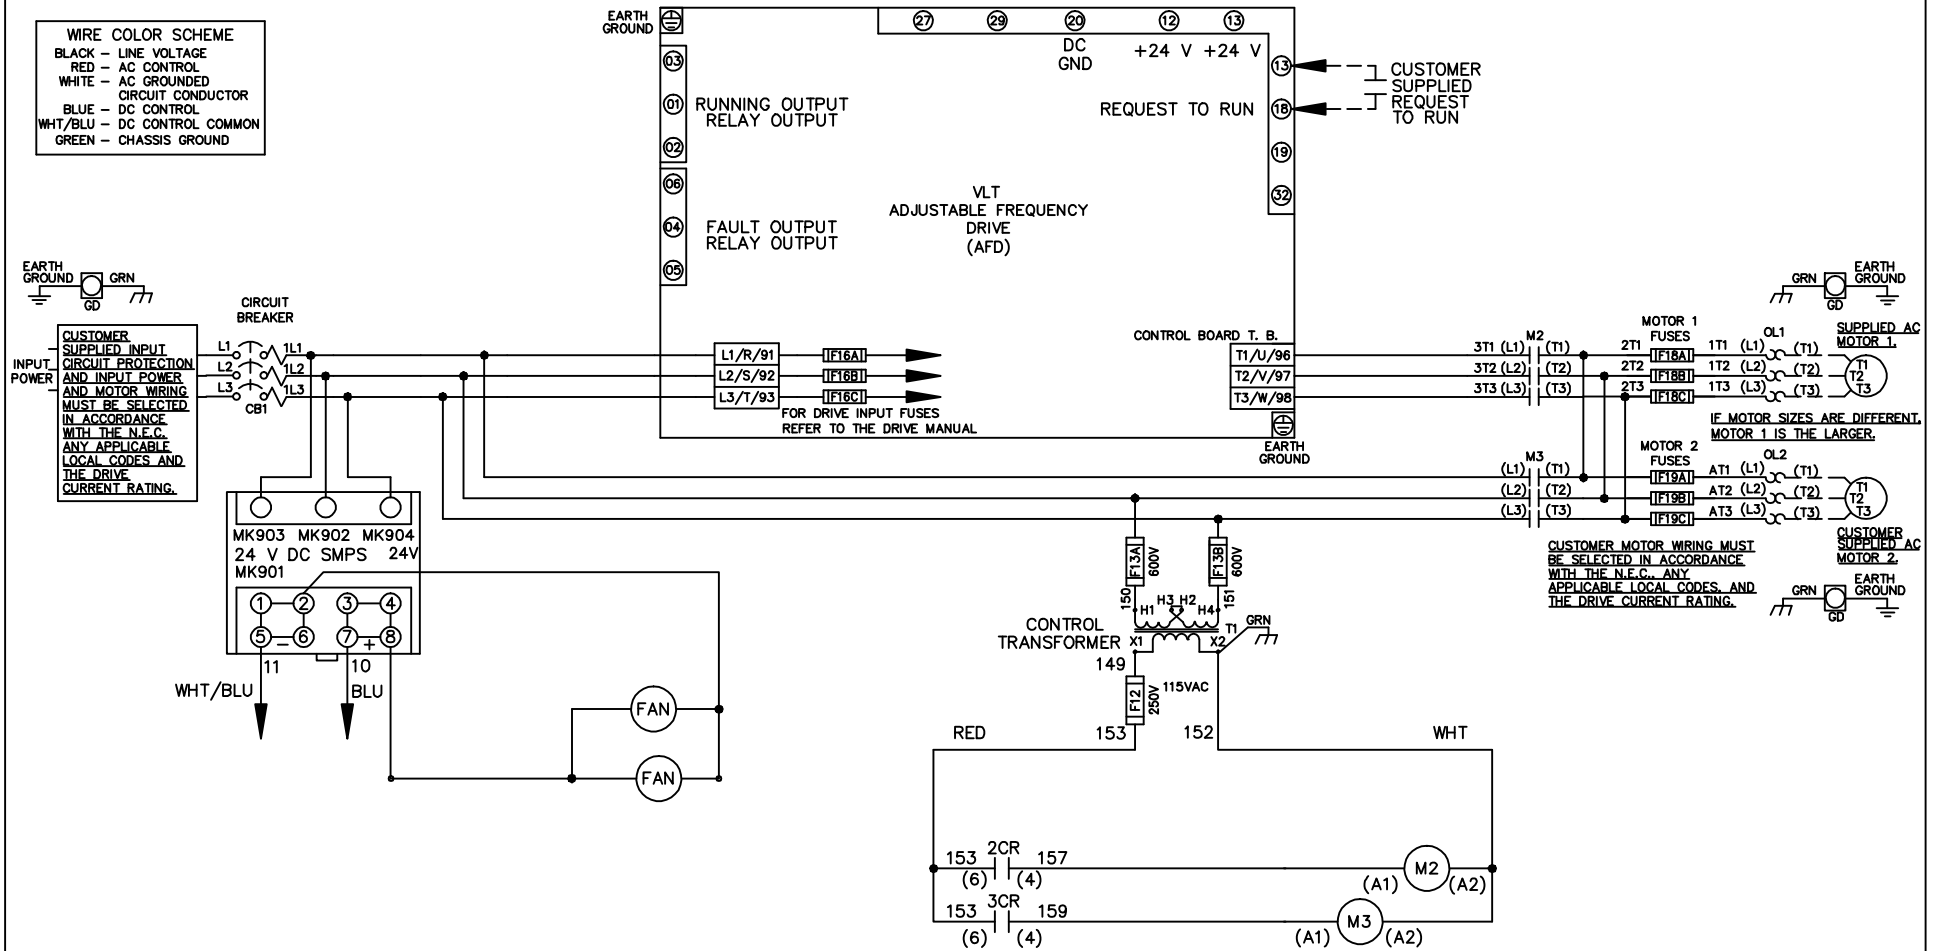 WIRE COLOR SCHEME
BLACK – LINE VOLTAGE
RED – AC CONTROL
WHITE – AC GROUNDED
CIRCUIT CONDUCTOR
BLUE – DC CONTROL
WHT/BLU – DC CONTROL COMMON
GREEN – CHASSIS GROUND
EARTH
GROUND
27
29
20
12
13
DC
GND
+24 V
+24 V
03
01
02
RUNNING OUTPUT
RELAY OUTPUT
06
04
05
FAULT OUTPUT
RELAY OUTPUT
VLT
ADJUSTABLE FREQUENCY
DRIVE
(AFD)
REQUEST TO RUN
13
18
19
32
CUSTOMER
SUPPLIED
REQUEST
TO RUN
EARTH
GROUND
GRN
GD
CUSTOMER
SUPPLIED INPUT
CIRCUIT PROTECTION
AND INPUT POWER
AND MOTOR WIRING
MUST BE SELECTED
IN ACCORDANCE
WITH THE N.E.C.
ANY APPLICABLE
LOCAL CODES AND
THE DRIVE
CURRENT RATING.
INPUT
POWER
CIRCUIT
BREAKER
L1
L2
L3
1L1
1L2
1L3
CB1
L1/R/91
L2/S/92
L3/T/93
F16A
F16B
F16C
FOR DRIVE INPUT FUSES
REFER TO THE DRIVE MANUAL
CONTROL BOARD T. B.
T1/U/96
T2/V/97
T3/W/98
EARTH
GROUND
M2
3T1 (L1) (T1)
3T2 (L2) (T2)
3T3 (L3) (T3)
MOTOR 1
FUSES
2T1 F18A 1T1 (L1) (T1)
2T2 F18B 1T2 (L2) (T2)
2T3 F18C 1T3 (L3) (T3)
OL1
GRN
GD
EARTH
GROUND
SUPPLIED AC
MOTOR 1.
T1
T2
T3
IF MOTOR SIZES ARE DIFFERENT,
MOTOR 1 IS THE LARGER.
M3
(L1) (T1)
(L2) (T2)
(L3) (T3)
MOTOR 2
FUSES
OL2
F19A AT1 (L1) (T1)
F19B AT2 (L2) (T2)
F19C AT3 (L3) (T3)
T1
T2
T3
CUSTOMER
SUPPLIED AC
MOTOR 2.
CUSTOMER MOTOR WIRING MUST
BE SELECTED IN ACCORDANCE
WITH THE N.E.C., ANY
APPLICABLE LOCAL CODES, AND
THE DRIVE CURRENT RATING.
GRN
GD
EARTH
GROUND
MK903 MK902 MK904
24 V DC SMPS 24V
MK901
1 2 3 4
5 – 6 7 + 8
11
10
WHT/BLU
BLU
FAN
FAN
F13A
600V
F13B
600V
150
151
H1 H3 H2 H4
CONTROL
TRANSFORMER
X1
X2
T1
GRN
149
F12
250V
115VAC
153
152
RED
WHT
153 2CR 157
(6) (4)
M2
(A1) (A2)
153 3CR 159
(6) (4)
M3
(A1) (A2)